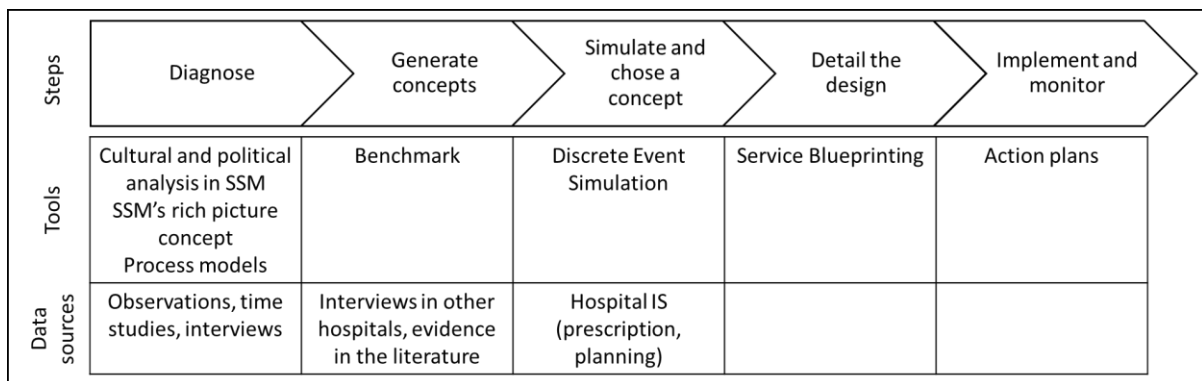 Steps
Diagnose
Generate
concepts
Simulate and
chose a
concept
Detail the
design
Implement and
monitor
Tools
Cultural and political
analysis in SSM
SSM's rich picture
concept
Process models
Benchmark
Discrete Event
Simulation
Service Blueprinting
Action plans
Data
sources
Observations, time
studies, interviews
Interviews in other
hospitals, evidence
in the literature
Hospital IS
(prescription,
planning)